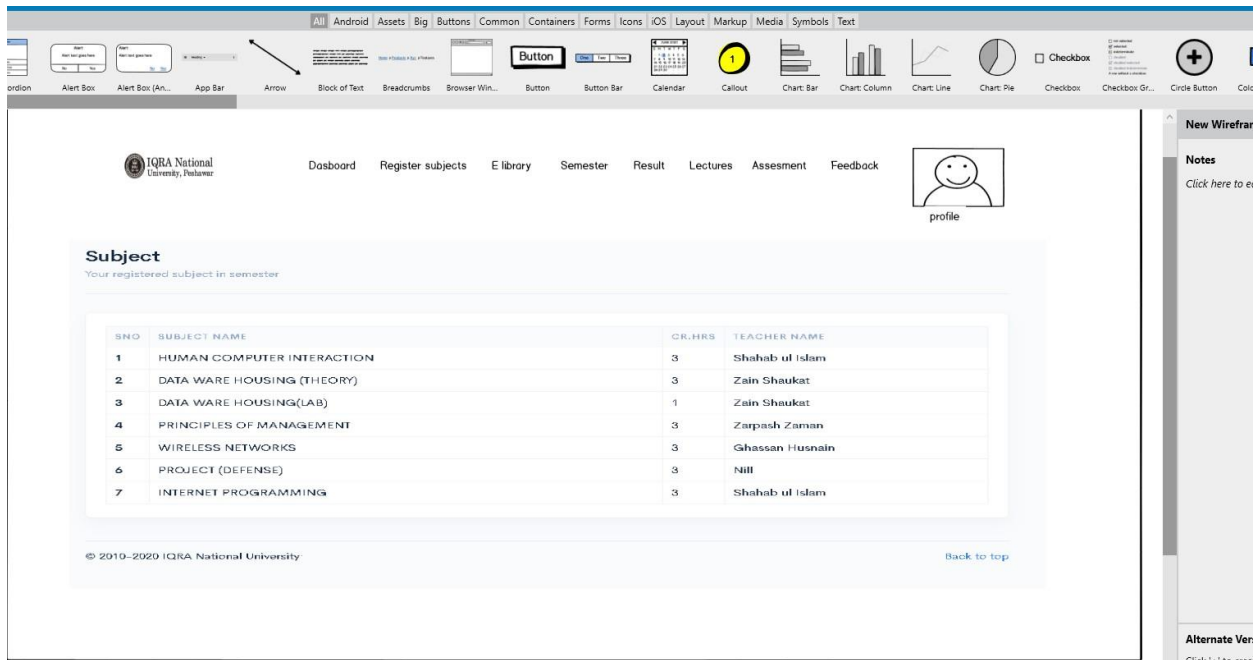 All Android Assets Big Buttons Common Containers Forms Icons iOS Layout Markup Media Symbols Text
Button
1
Checkbox
ordion Alert Box Alert Box (An... App Bar Arrow Block of Text Breadcrumbs Browser Win... Button Button Bar Calendar Callout Chart: Bar Chart: Column Chart: Line Chart: Pie Checkbox Checkbox Gr... Circle Button Colo
New Wirefran
Notes
Click here to ed
IQRA National
University, Peshawar
Dasboard Register subjects E library Semester Result Lectures Assesment Feedback
profile
Subject
Your registered subject in semester
SNO SUBJECT NAME CR.HRS TEACHER NAME
1 HUMAN COMPUTER INTERACTION 3 Shahab ul Islam
2 DATA WARE HOUSING (THEORY) 3 Zain Shaukat
3 DATA WARE HOUSING(LAB) 1 Zain Shaukat
4 PRINCIPLES OF MANAGEMENT 3 Zarpash Zaman
5 WIRELESS NETWORKS 3 Ghassan Husnain
6 PROJECT (DEFENSE) 3 Nill
7 INTERNET PROGRAMMING 3 Shahab ul Islam
© 2010–2020 IQRA National University Back to top
Alternate Vers